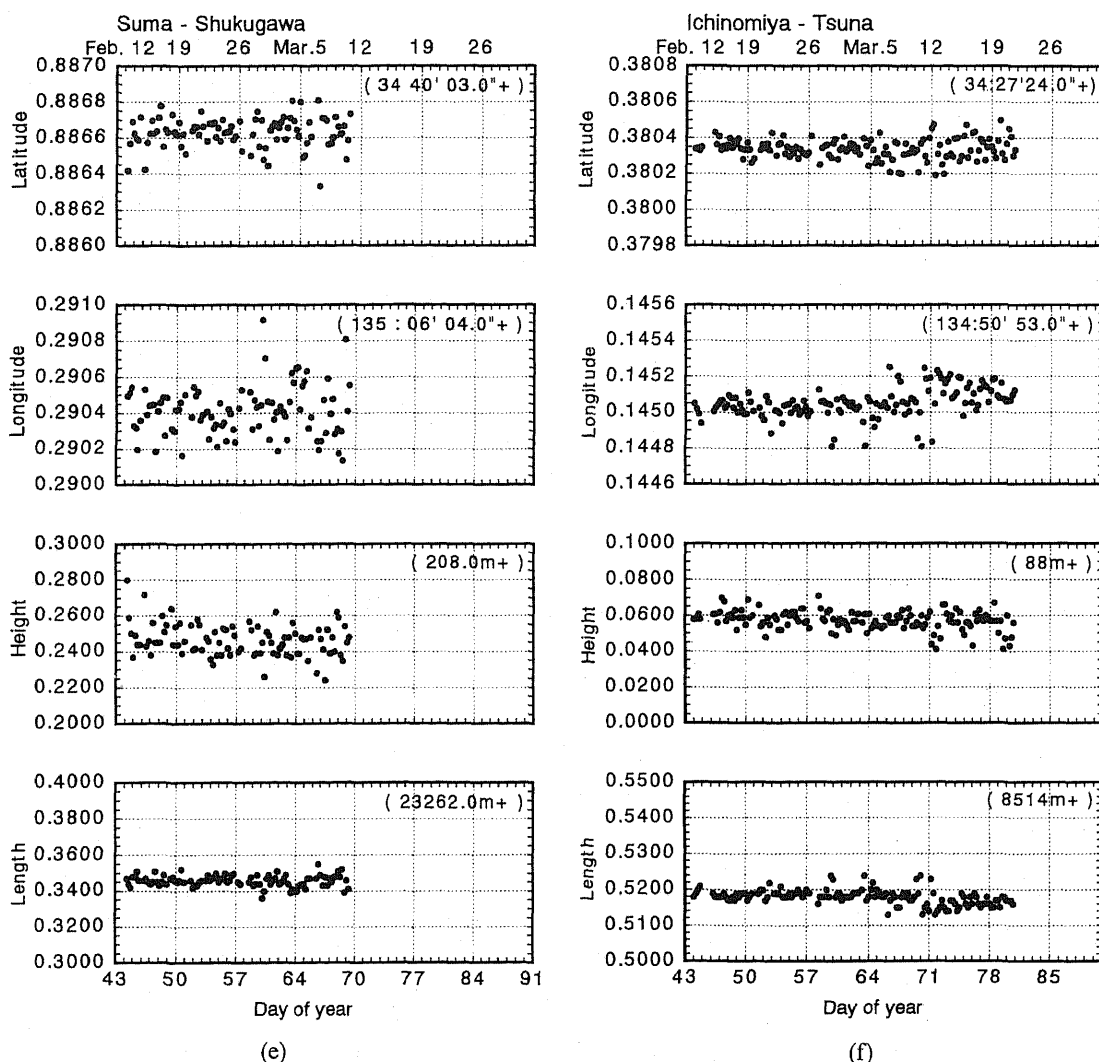 Suma - Shukugawa
Feb. 12 19 26 Mar.5 12 19 26
0.8870
0.8868
0.8866
0.8864
0.8862
0.8860
Latitude
( 34 40' 03.0"+ )
0.2910
0.2908
0.2906
0.2904
0.2902
0.2900
Longitude
( 135 : 06' 04.0"+ )
0.3000
0.2800
0.2600
0.2400
0.2200
0.2000
Height
( 208.0m+ )
0.4000
0.3800
0.3600
0.3400
0.3200
0.3000
Length
( 23262.0m+ )
43 50 57 64 70 77 84 91
Day of year
(e)
Ichinomiya - Tsuna
Feb. 12 19 26 Mar.5 12 19 26
0.3808
0.3806
0.3804
0.3802
0.3800
0.3798
Latitude
( 34:27'24.0"+)
0.1456
0.1454
0.1452
0.1450
0.1448
0.1446
Longitude
( 134:50' 53.0"+)
0.1000
0.0800
0.0600
0.0400
0.0200
0.0000
Height
( 88m+ )
0.5500
0.5400
0.5300
0.5200
0.5100
0.5000
Length
( 8514m+ )
43 50 57 64 71 78 85
Day of year
(f)